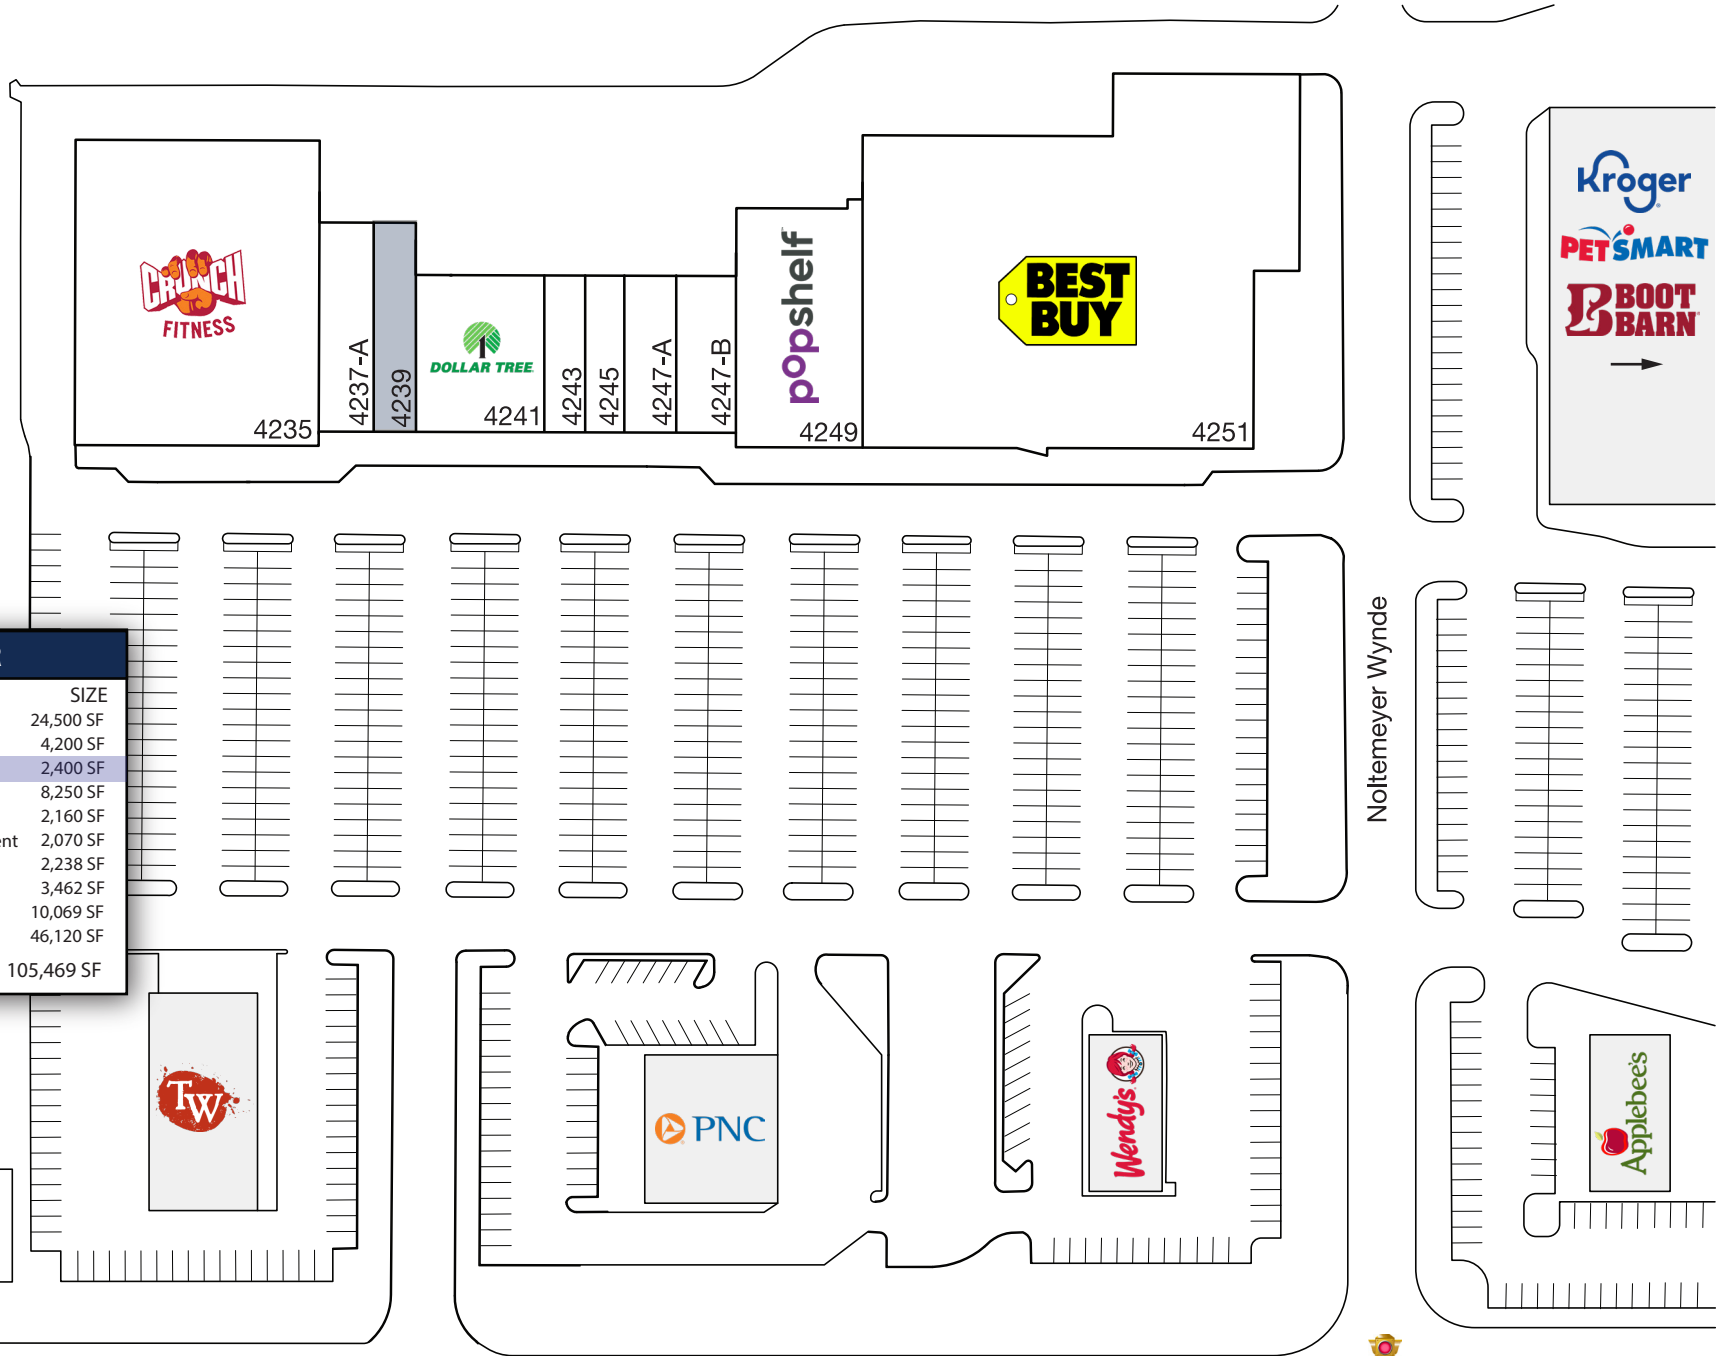 CRUNCH
FITNESS
4235
4237-A
4239
DOLLAR TREE
4241
4243
4245
4247-A
4247-B
popshelf
4249
BEST
BUY
4251
Kroger
PETSMART
BOOT
BARN
Noltemeyer Wynde
SIZE
24,500 SF
4,200 SF
2,400 SF
8,250 SF
2,160 SF
ent 2,070 SF
2,238 SF
3,462 SF
10,069 SF
46,120 SF
105,469 SF
TW
PNC
Wendy's
Applebee's